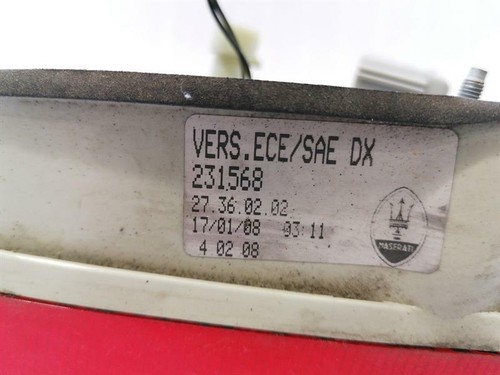 VERS.ECE/SAE DX
231568
27.36.02.02
17/01/08 03:11
4 02 08
MASERATI